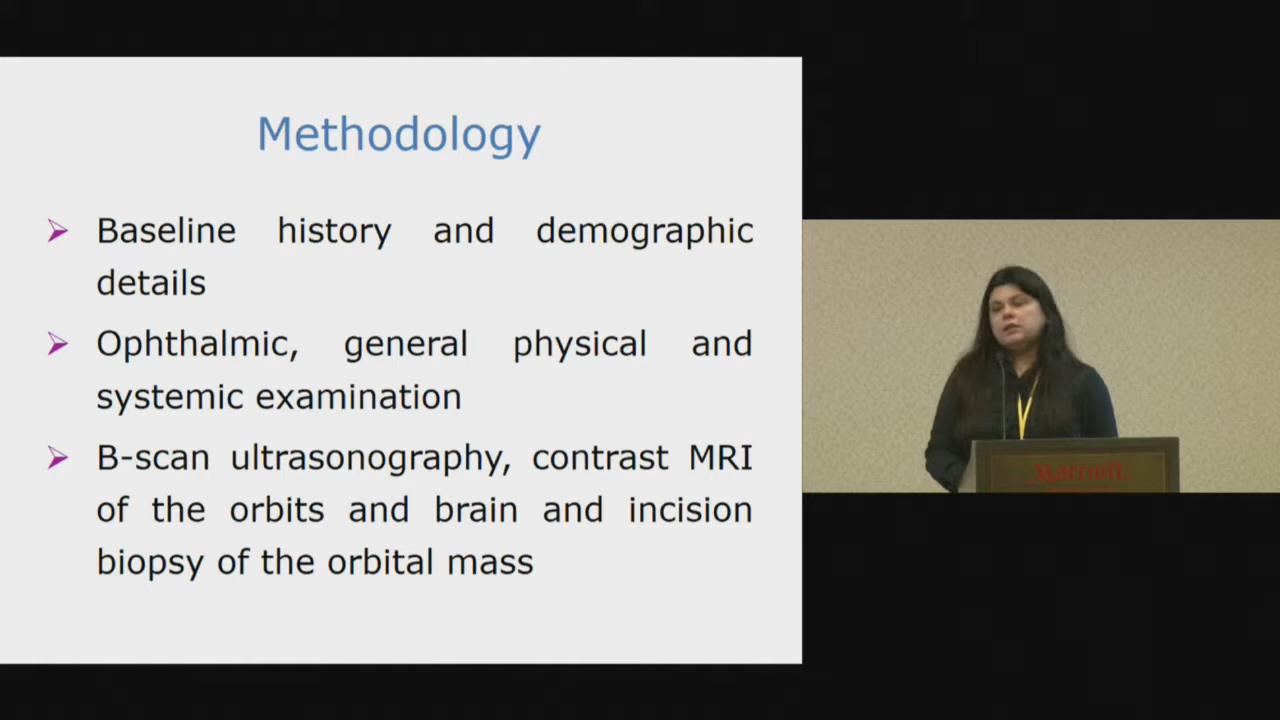 Methodology
Baseline history and demographic
details
Ophthalmic, general physical and
systemic examination
B-scan ultrasonography, contrast MRI
of the orbits and brain and incision
biopsy of the orbital mass
Marriott